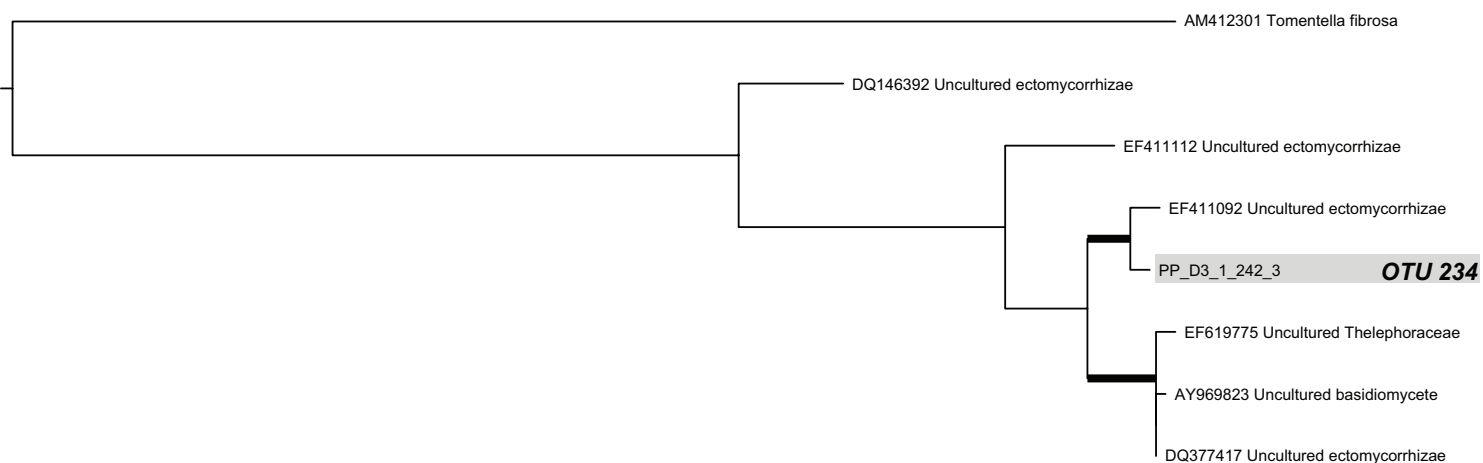 AM412301 Tomentella fibrosa
DQ146392 Uncultured ectomycorrhizae
EF411112 Uncultured ectomycorrhizae
EF411092 Uncultured ectomycorrhizae
PP_D3_1_242_3 OTU 234
EF619775 Uncultured Thelephoraceae
AY969823 Uncultured basidiomycete
DQ377417 Uncultured ectomycorrhizae